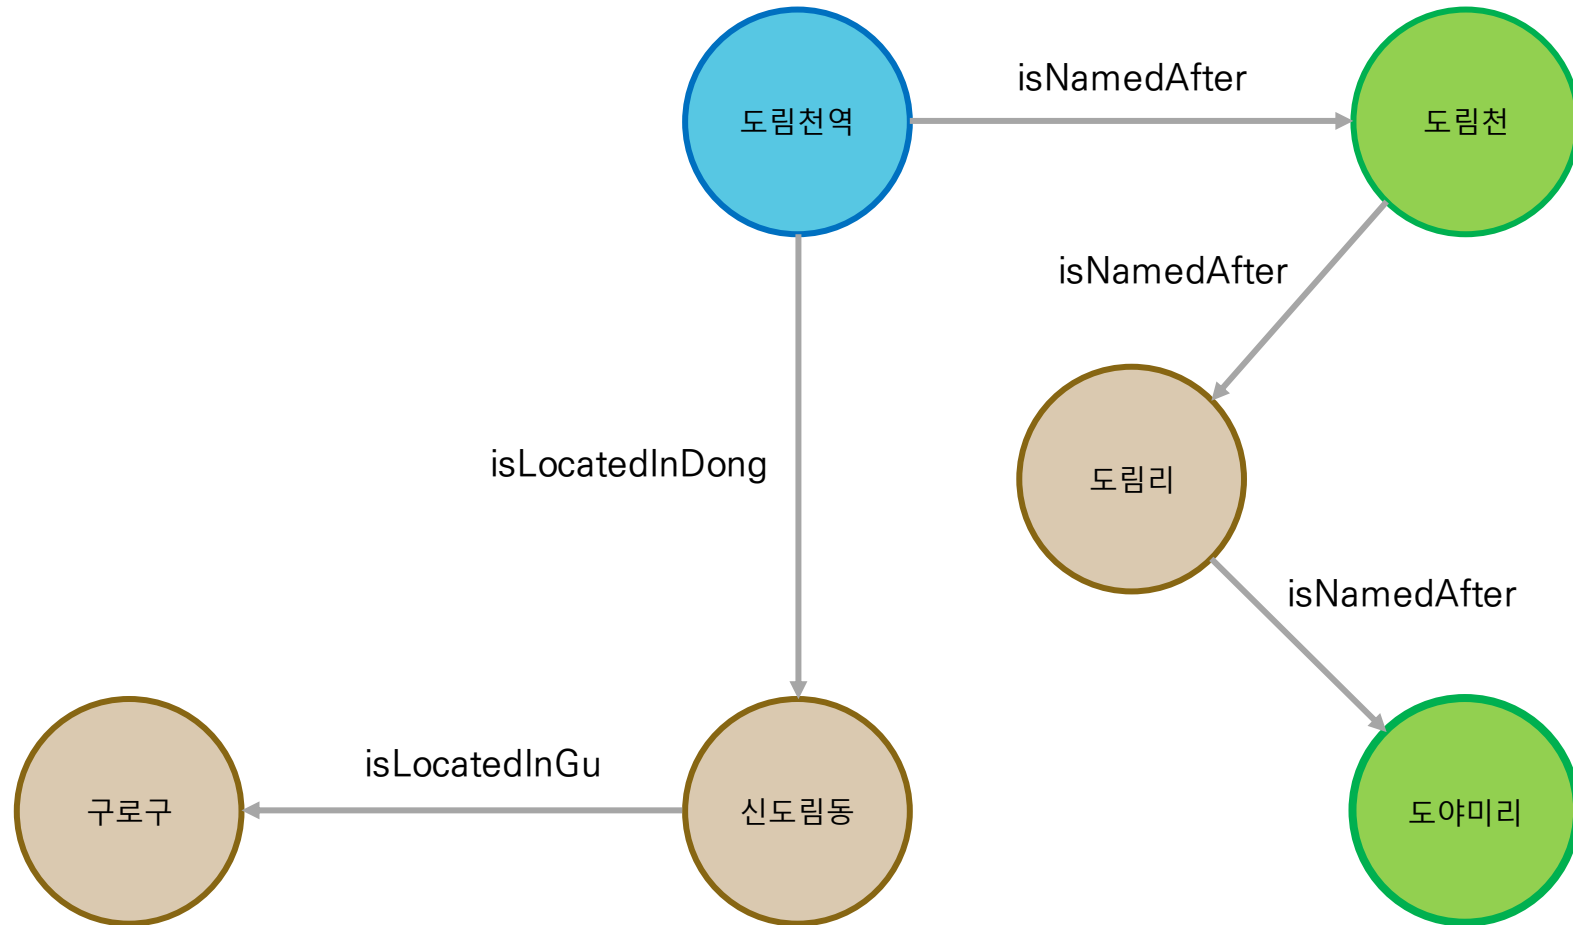 도림천역
isNamedAfter
도림천
isNamedAfter
도림리
isLocatedInDong
isNamedAfter
구로구
isLocatedInGu
신도림동
도야미리